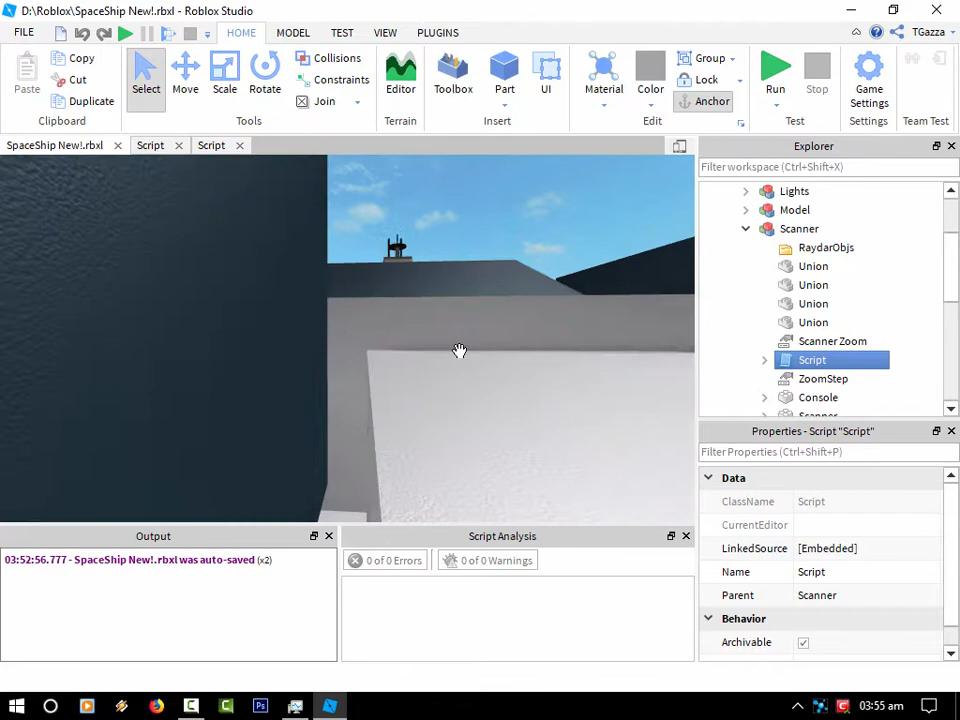 D:\Roblox\SpaceShip New!.rbxl - Roblox Studio
FILE
HOME
MODEL
TEST
VIEW
PLUGINS
TGazza
Paste
Copy
Cut
Duplicate
Clipboard
Select
Move
Scale
Rotate
Collisions
Constraints
Join
Tools
Editor
Terrain
Toolbox
Part
UI
Insert
Material
Color
Group
Lock
Anchor
Edit
Run
Stop
Test
Game
Settings
Settings
Team Test
SpaceShip New!.rbxl
Script
Script
Explorer
Filter workspace (Ctrl+Shift+X)
Lights
Model
Scanner
RaydarObjs
Union
Union
Union
Union
Scanner Zoom
Script
ZoomStep
Console
Scanner
Properties - Script "Script"
Filter Properties (Ctrl+Shift+P)
Data
ClassName Script
CurrentEditor
LinkedSource [Embedded]
Name Script
Parent Scanner
Behavior
Archivable
Output
03:52:56.777 - SpaceShip New!.rbxl was auto-saved (x2)
Script Analysis
0 of 0 Errors
0 of 0 Warnings
03:55 am